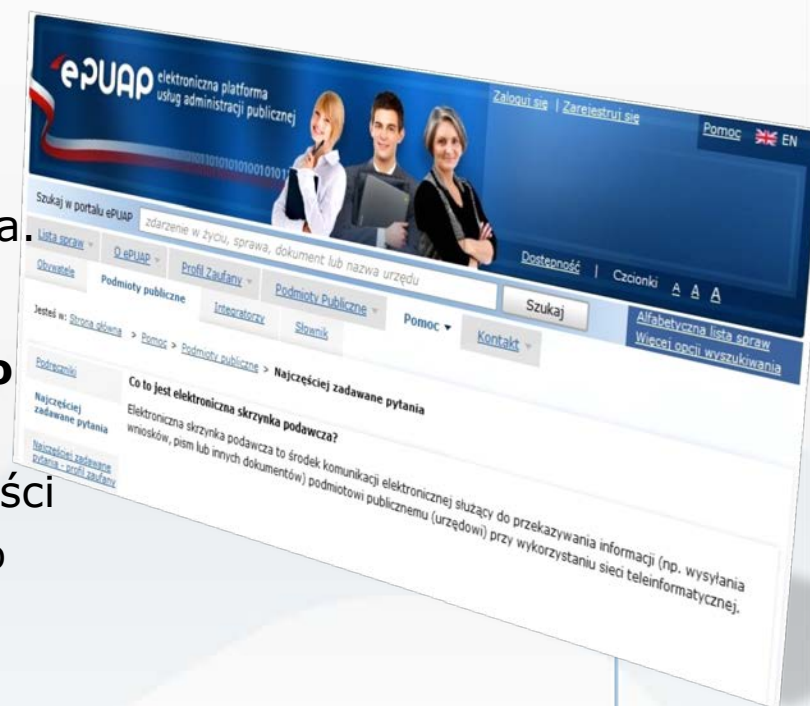 a.
o
ści
o
ePUAP elektroniczna platforma
usług administracji publicznej
Zaloguj się | Zarejestruj się
Pomoc EN
Szukaj w portalu ePUAP zdarzenie w życiu, sprawa, dokument lub nazwa urzędu Szukaj
Dostępność | Czcionki A A A
Alfabetyczna lista spraw
Więcej opcji wyszukiwania
Lista spraw O ePUAP Profil Zaufany Podmioty Publiczne Pomoc Kontakt
Obywatele Podmioty publiczne Integratorzy Słownik
Jesteś w: Strona główna > Pomoc > Podmioty publiczne > Najczęściej zadawane pytania
Podręczniki
Najczęściej
zadawane pytania
Najczęściej zadawane
pytania - profil zaufany
Co to jest elektroniczna skrzynka podawcza?
Elektroniczna skrzynka podawcza to środek komunikacji elektronicznej służący do przekazywania informacji (np. wysyłania
wniosków, pism lub innych dokumentów) podmiotowi publicznemu (urzędowi) przy wykorzystaniu sieci teleinformatycznej.